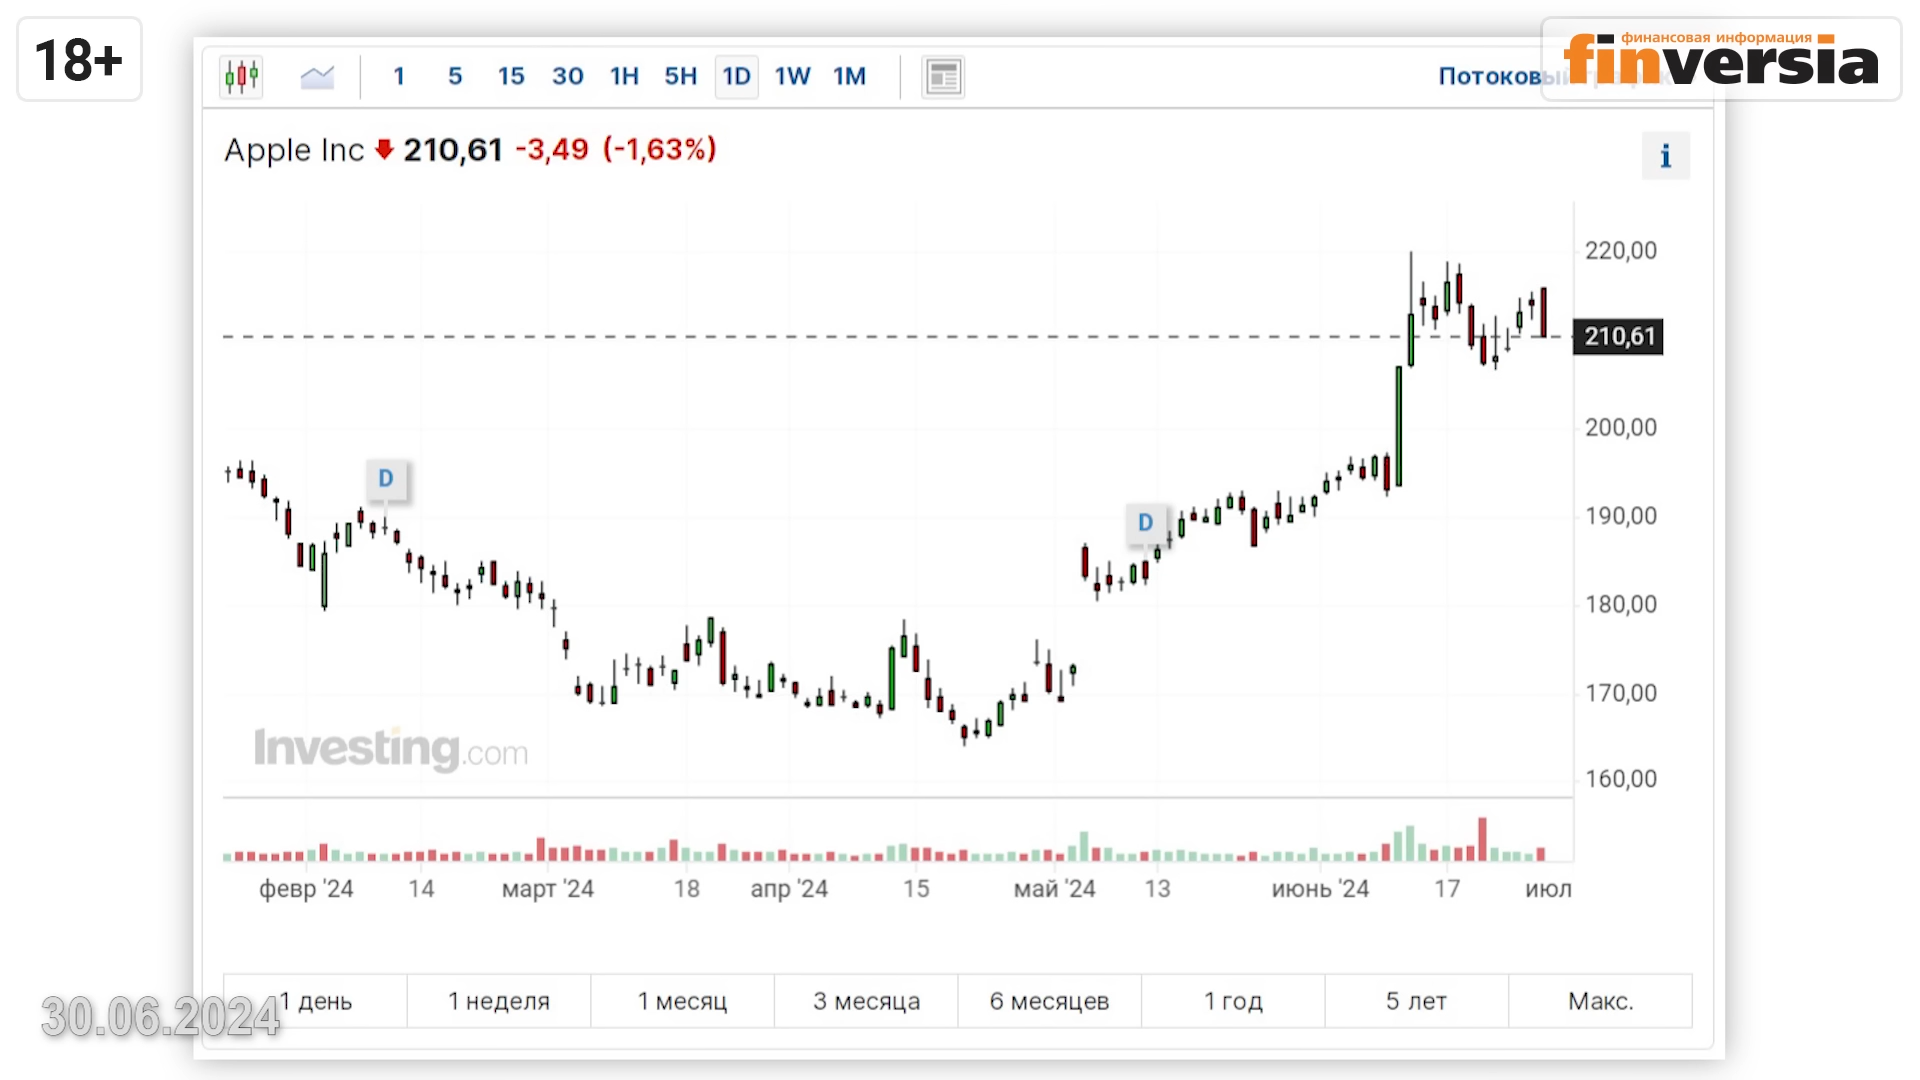 18+
финансовая информация
finversia
1 5 15 30 1H 5H 1D 1W 1M
Потоковый
Apple Inc 210,61 -3,49 (-1,63%)
i
220,00
210,61
200,00
190,00
180,00
170,00
160,00
D
D
Investing.com
февр '24 14 март '24 18 апр '24 15 май '24 13 июнь '24 17 июл
1 день 1 неделя 1 месяц 3 месяца 6 месяцев 1 год 5 лет Макс.
30.06.2024